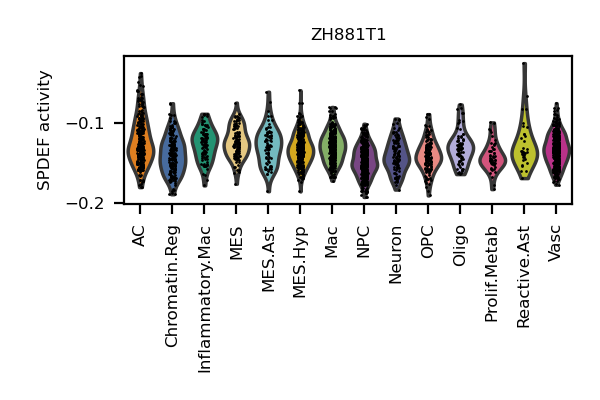 ZH881T1
SPDEF activity
−0.1
−0.2
AC
Chromatin.Reg
Inflammatory.Mac
MES
MES.Ast
MES.Hyp
Mac
NPC
Neuron
OPC
Oligo
Prolif.Metab
Reactive.Ast
Vasc